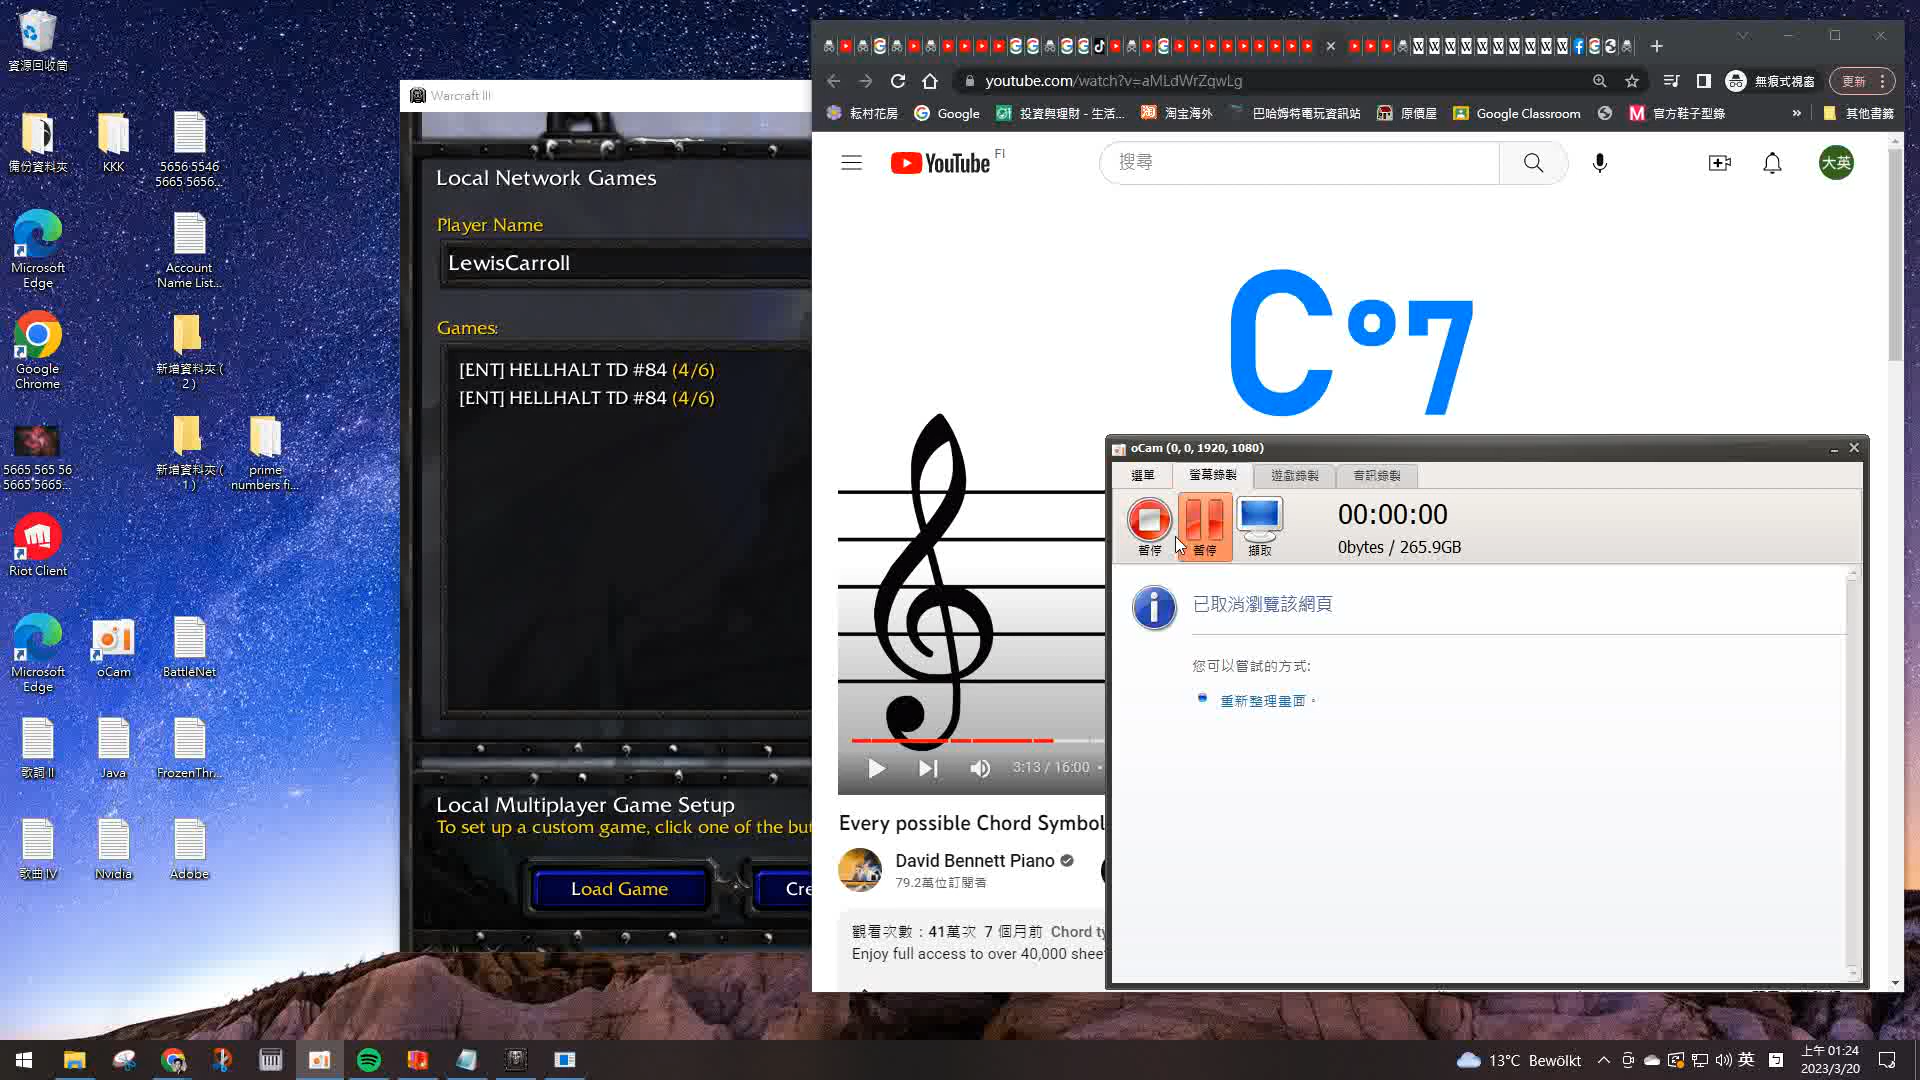 資源回收筒
備份資料夾
KKK
5656 5546
5665 5656...
Microsoft
Edge
Account
Name List...
Google
Chrome
新增資料夾 (
2 )
5665 565 56
5665 5665...
新增資料夾 (
1 )
prime
numbers fi...
Riot Client
Microsoft
Edge
oCam
BattleNet
歌詞 II
Java
FrozenThr...
歌曲 IV
Nvidia
Adobe
Warcraft III
Local Network Games
Player Name
LewisCarroll
Games:
[ENT] HELLHALT TD #84 (4/6)
[ENT] HELLHALT TD #84 (4/6)
Local Multiplayer Game Setup
To set up a custom game, click one of the but
Load Game
Cre
youtube.com/watch?v=aMLdWrZqwLg
無痕式視窗
更新
耘村花房
Google
投資與理財 - 生活...
淘宝海外
巴哈姆特電玩資訊站
原價屋
Google Classroom
官方鞋子型錄
»
其他書籤
YouTube FI
搜尋
大英
C°7
3:13 / 16:00
Every possible Chord Symbol
David Bennett Piano
79.2萬位訂閱者
觀看次數：41萬次 7 個月前 Chord ty
Enjoy full access to over 40,000 shee
oCam (0, 0, 1920, 1080)
選單
螢幕錄製
遊戲錄製
音訊錄製
暫停
暫停
擷取
00:00:00
0bytes / 265.9GB
已取消瀏覽該網頁
您可以嘗試的方式:
重新整理畫面。
13°C Bewölkt
英
上午 01:24
2023/3/20